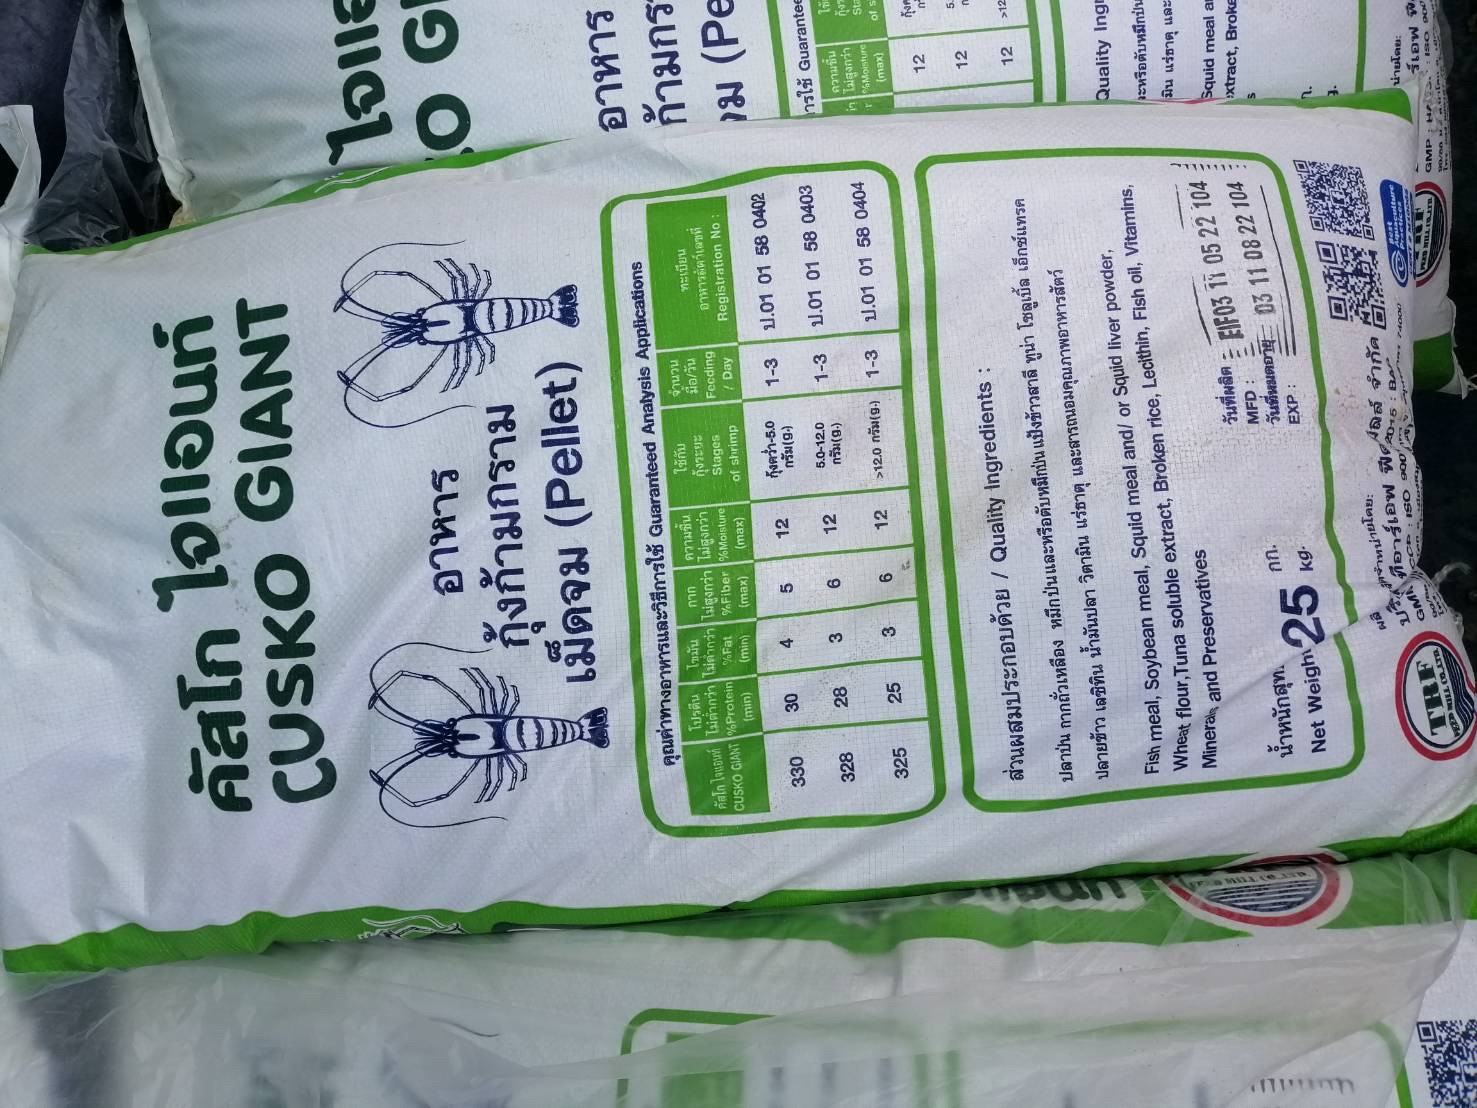 คัสโก ไจแอนท์
CUSKO GIANT
อาหาร
กุ้งก้ามกราม
เม็ดจม (Pellet)
คุณค่าทางอาหารและวิธีการใช้ Guaranteed Analysis Applications
คัสโก ไจแอนท์ CUSKO GIANT | โปรตีน ไม่ต่ำกว่า %Protein (min) | ไขมัน ไม่ต่ำกว่า %Fat (min) | กาก ไม่สูงกว่า %Fiber (max) | ความชื้น ไม่สูงกว่า %Moisture (max) | ใช้กับ กุ้งระยะ Stages of shrimp | จำนวน มื้อ/วัน Feeding / Day | ทะเบียน อาหารสัตว์เลขที่ Registration No :
330 | 30 | 4 | 5 | 12 | กุ้งคว่ำ-5.0 กรัม(g.) | 1-3 | ป.01 01 58 0402
328 | 28 | 3 | 6 | 12 | 5.0-12.0 กรัม(g.) | 1-3 | ป.01 01 58 0403
325 | 25 | 3 | 6 | 12 | >12.0 กรัม(g.) | 1-3 | ป.01 01 58 0404
ส่วนผสมประกอบด้วย / Quality Ingredients :
ปลาป่น กากถั่วเหลือง หมึกป่นและหรือตับหมึกป่น แป้งข้าวสาลี ทูน่า โซลูเบิ้ล เอ็กซ์แทรค
ปลายข้าว เลซิทิน น้ำมันปลา วิตามิน แร่ธาตุ และสารถนอมคุณภาพอาหารสัตว์
Fish meal, Soybean meal, Squid meal and/ or Squid liver powder,
Wheat flour,Tuna soluble extract, Broken rice, Lecithin, Fish oil, Vitamins,
Minerals and Preservatives
วันที่ผลิต : EIF03 11 05 22 104
MFD :
วันที่หมดอายุ : 03 11 08 22 104
EXP :
น้ำหนักสุทธิ 25 กก.
Net Weight 25 kg.
TRF
FEED MILL CO.,LTD.